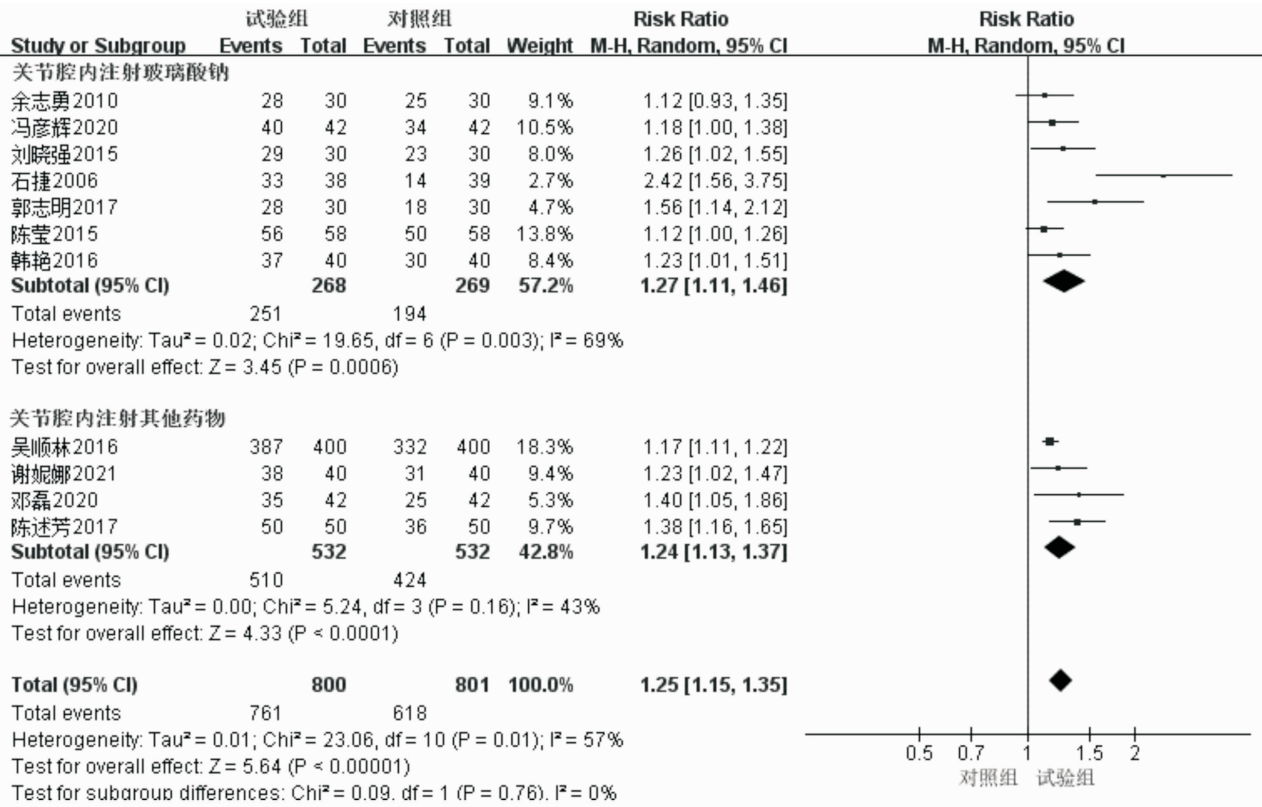 试验组 对照组 Risk Ratio Risk Ratio
Study or Subgroup Events Total Events Total Weight M-H, Random, 95% CI M-H, Random, 95% CI
关节腔内注射玻璃酸钠
余志勇2010 28 30 25 30 9.1% 1.12 [0.93, 1.35]
冯彦辉2020 40 42 34 42 10.5% 1.18 [1.00, 1.38]
刘晓强2015 29 30 23 30 8.0% 1.26 [1.02, 1.55]
石捷2006 33 38 14 39 2.7% 2.42 [1.56, 3.75]
郭志明2017 28 30 18 30 4.7% 1.56 [1.14, 2.12]
陈莹2015 56 58 50 58 13.8% 1.12 [1.00, 1.26]
韩艳2016 37 40 30 40 8.4% 1.23 [1.01, 1.51]
Subtotal (95% CI) 268 269 57.2% 1.27 [1.11, 1.46]
Total events 251 194
Heterogeneity: Tau² = 0.02; Chi² = 19.65, df = 6 (P = 0.003); I² = 69%
Test for overall effect: Z = 3.45 (P = 0.0006)
关节腔内注射其他药物
吴顺林2016 387 400 332 400 18.3% 1.17 [1.11, 1.22]
谢妮娜2021 38 40 31 40 9.4% 1.23 [1.02, 1.47]
邓磊2020 35 42 25 42 5.3% 1.40 [1.05, 1.86]
陈述芳2017 50 50 36 50 9.7% 1.38 [1.16, 1.65]
Subtotal (95% CI) 532 532 42.8% 1.24 [1.13, 1.37]
Total events 510 424
Heterogeneity: Tau² = 0.00; Chi² = 5.24, df = 3 (P = 0.16); I² = 43%
Test for overall effect: Z = 4.33 (P < 0.0001)
Total (95% CI) 800 801 100.0% 1.25 [1.15, 1.35]
Total events 761 618
Heterogeneity: Tau² = 0.01; Chi² = 23.06, df = 10 (P = 0.01); I² = 57%
Test for overall effect: Z = 5.64 (P < 0.00001)
Test for subgroup differences: Chi² = 0.09, df = 1 (P = 0.76), I² = 0%
0.5 0.7 1 1.5 2
对照组 试验组